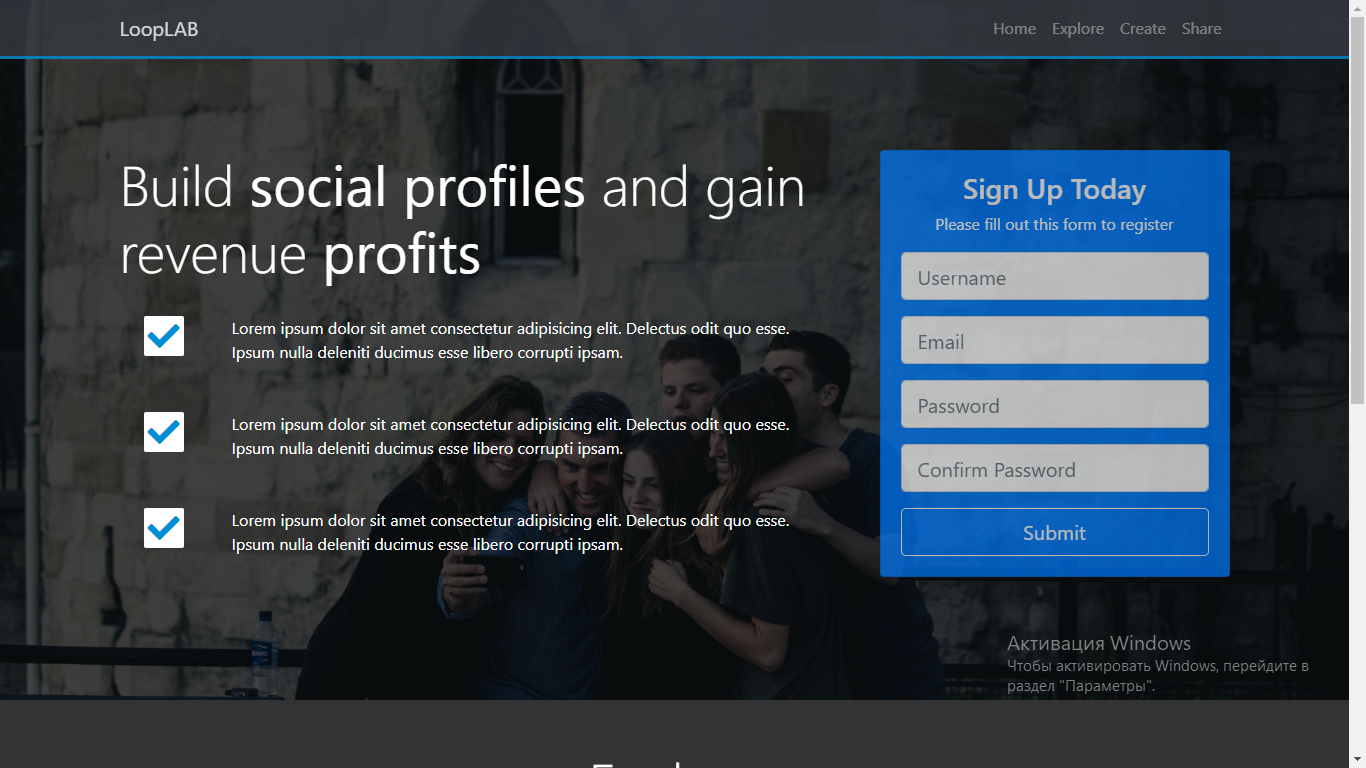 LoopLAB
Home Explore Create Share
Build social profiles and gain
revenue profits
Lorem ipsum dolor sit amet consectetur adipisicing elit. Delectus odit quo esse.
Ipsum nulla deleniti ducimus esse libero corrupti ipsam.
Lorem ipsum dolor sit amet consectetur adipisicing elit. Delectus odit quo esse.
Ipsum nulla deleniti ducimus esse libero corrupti ipsam.
Lorem ipsum dolor sit amet consectetur adipisicing elit. Delectus odit quo esse.
Ipsum nulla deleniti ducimus esse libero corrupti ipsam.
Sign Up Today
Please fill out this form to register
Username
Email
Password
Confirm Password
Submit
Активация Windows
Чтобы активировать Windows, перейдите в
раздел "Параметры".